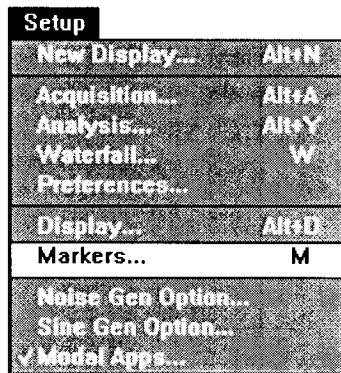 Setup
New Display... Alt+N
Acquisition... Alt+A
Analysis... Alt+Y
Waterfall... W
Preferences...
Display... Alt+D
Markers... M
Noise Gen Option...
Sine Gen Option...
✓Modal Apps...